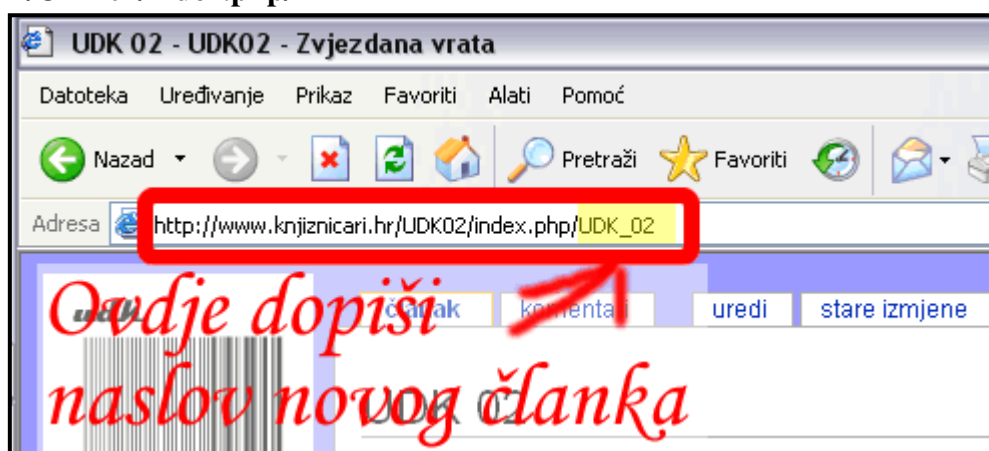 UDK 02 - UDK02 - Zvjezdana vrata
Datoteka Uređivanje Prikaz Favoriti Alati Pomoć
Nazad Pretraži Favoriti
Adresa http://www.knjiznicari.hr/UDK02/index.php/UDK_02
udk
članak komentari uredi stare izmjene
Ovdje dopiši
naslov novog članka
UDK 02